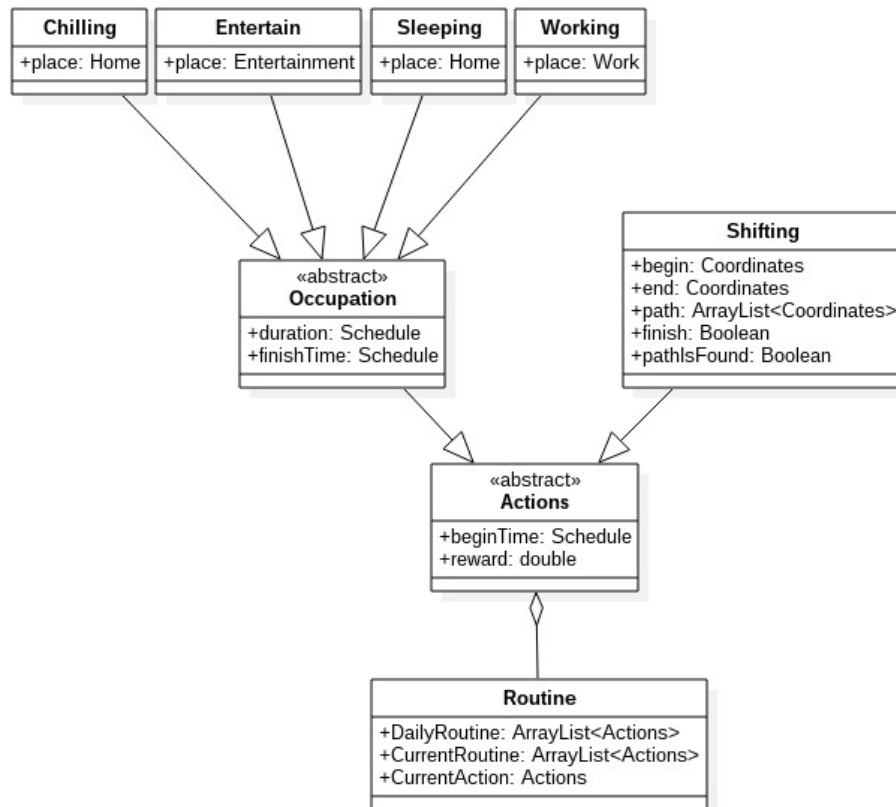 Chilling
+place: Home
Entertain
+place: Entertainment
Sleeping
+place: Home
Working
+place: Work
«abstract»
Occupation
+duration: Schedule
+finishTime: Schedule
Shifting
+begin: Coordinates
+end: Coordinates
+path: ArrayList<Coordinates>
+finish: Boolean
+pathIsFound: Boolean
«abstract»
Actions
+beginTime: Schedule
+reward: double
Routine
+DailyRoutine: ArrayList<Actions>
+CurrentRoutine: ArrayList<Actions>
+CurrentAction: Actions